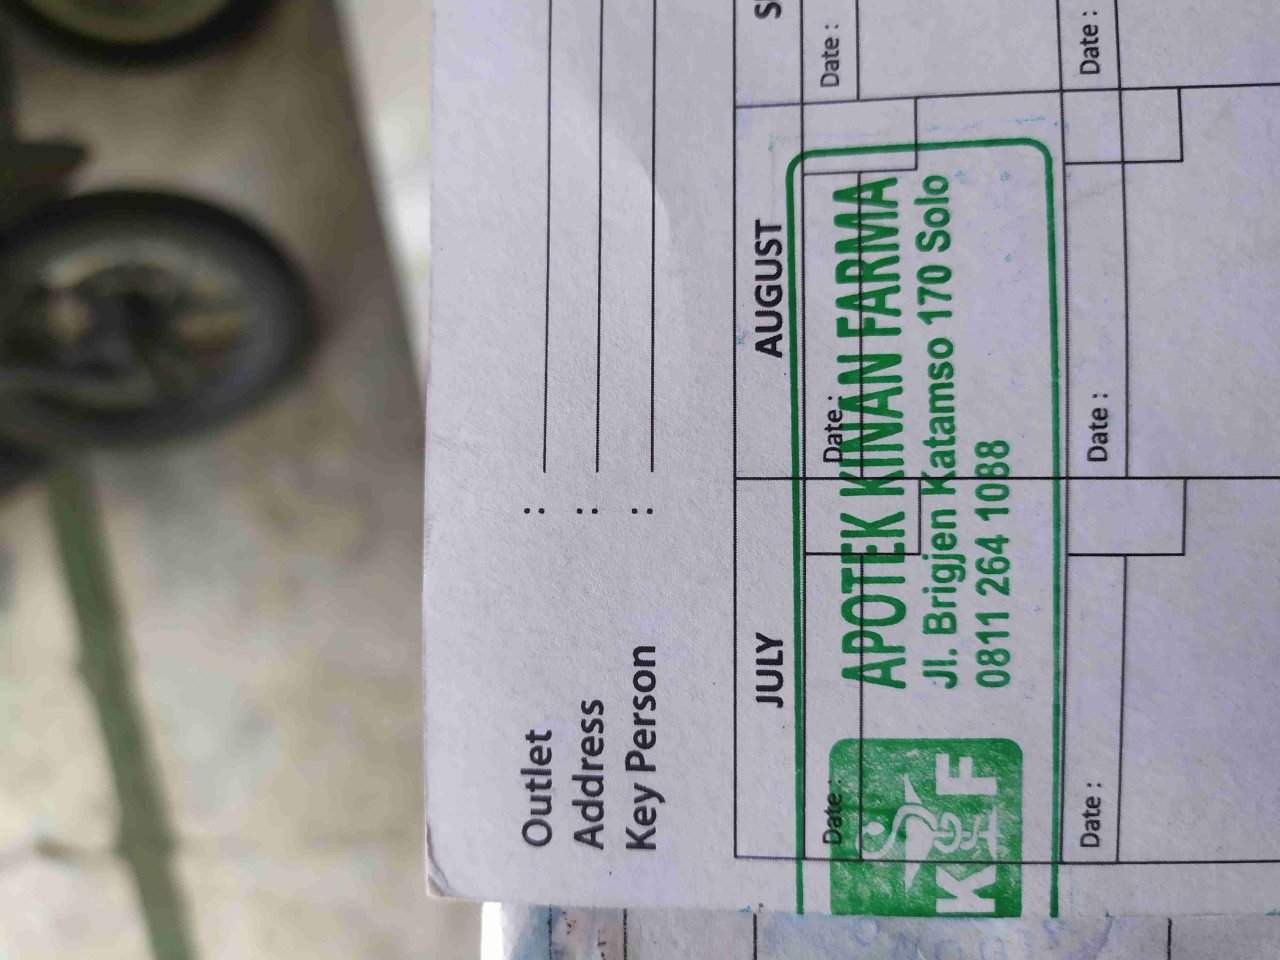 Outlet :
Address :
Key Person :
JULY AUGUST
Date : Date : Date :
APOTEK KINAN FARMA
Jl. Brigjen Katamso 170 Solo
0811 264 1088
K F
Date : Date : Date :